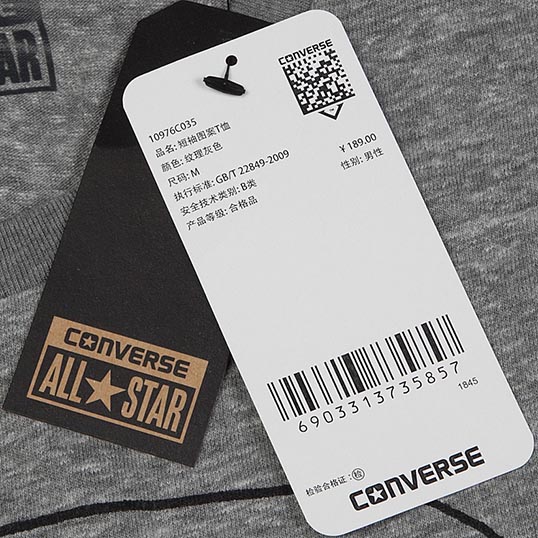 STAR
CONVERSE
10976C035
品名: 短袖图案T恤
颜色: 纹理灰色
尺码: M
执行标准: GB/T 22849-2009
安全技术类别: B类
产品等级: 合格品
¥ 189.00
性别: 男性
CONVERSE
ALL★STAR
6903313735857
1845
检验合格证: 检
CONVERSE